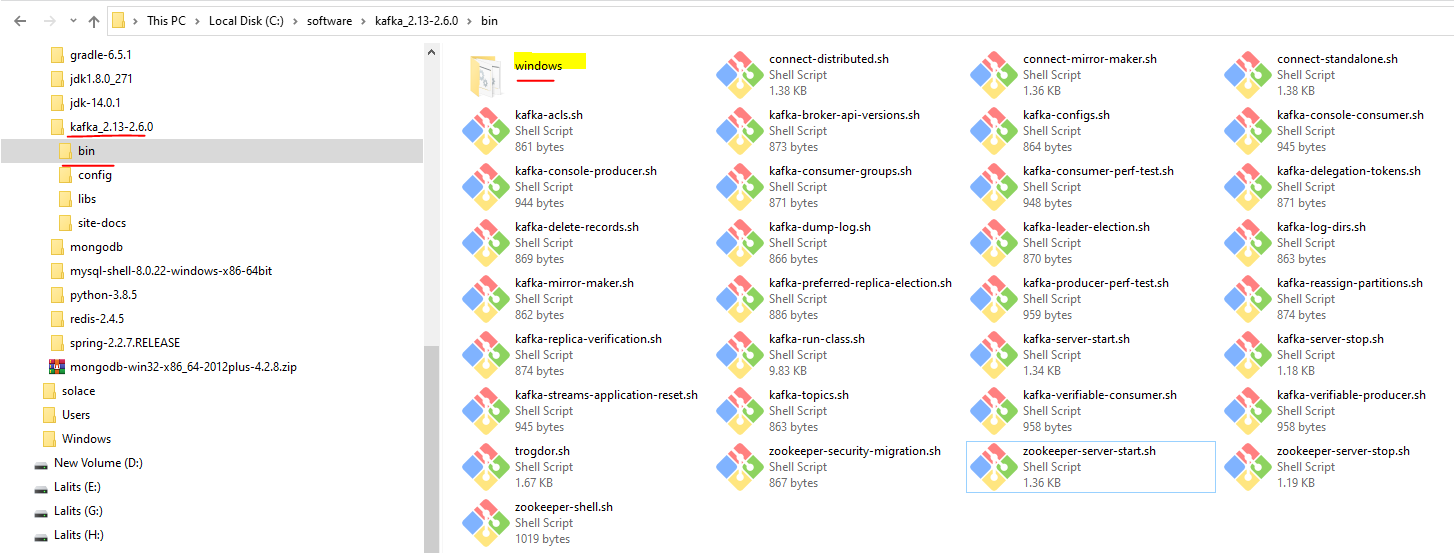 This PC > Local Disk (C:) > software > kafka_2.13-2.6.0 > bin
gradle-6.5.1
jdk1.8.0_271
jdk-14.0.1
kafka_2.13-2.6.0
bin
config
libs
site-docs
mongodb
mysql-shell-8.0.22-windows-x86-64bit
python-3.8.5
redis-2.4.5
spring-2.2.7.RELEASE
mongodb-win32-x86_64-2012plus-4.2.8.zip
solace
Users
Windows
New Volume (D:)
Lalits (E:)
Lalits (G:)
Lalits (H:)
windows
connect-distributed.sh
Shell Script
1.38 KB
connect-mirror-maker.sh
Shell Script
1.36 KB
connect-standalone.sh
Shell Script
1.38 KB
kafka-acls.sh
Shell Script
861 bytes
kafka-broker-api-versions.sh
Shell Script
873 bytes
kafka-configs.sh
Shell Script
864 bytes
kafka-console-consumer.sh
Shell Script
945 bytes
kafka-console-producer.sh
Shell Script
944 bytes
kafka-consumer-groups.sh
Shell Script
871 bytes
kafka-consumer-perf-test.sh
Shell Script
948 bytes
kafka-delegation-tokens.sh
Shell Script
871 bytes
kafka-delete-records.sh
Shell Script
869 bytes
kafka-dump-log.sh
Shell Script
866 bytes
kafka-leader-election.sh
Shell Script
870 bytes
kafka-log-dirs.sh
Shell Script
863 bytes
kafka-mirror-maker.sh
Shell Script
862 bytes
kafka-preferred-replica-election.sh
Shell Script
886 bytes
kafka-producer-perf-test.sh
Shell Script
959 bytes
kafka-reassign-partitions.sh
Shell Script
874 bytes
kafka-replica-verification.sh
Shell Script
874 bytes
kafka-run-class.sh
Shell Script
9.83 KB
kafka-server-start.sh
Shell Script
1.34 KB
kafka-server-stop.sh
Shell Script
1.18 KB
kafka-streams-application-reset.sh
Shell Script
945 bytes
kafka-topics.sh
Shell Script
863 bytes
kafka-verifiable-consumer.sh
Shell Script
958 bytes
kafka-verifiable-producer.sh
Shell Script
958 bytes
trogdor.sh
Shell Script
1.67 KB
zookeeper-security-migration.sh
Shell Script
867 bytes
zookeeper-server-start.sh
Shell Script
1.36 KB
zookeeper-server-stop.sh
Shell Script
1.19 KB
zookeeper-shell.sh
Shell Script
1019 bytes